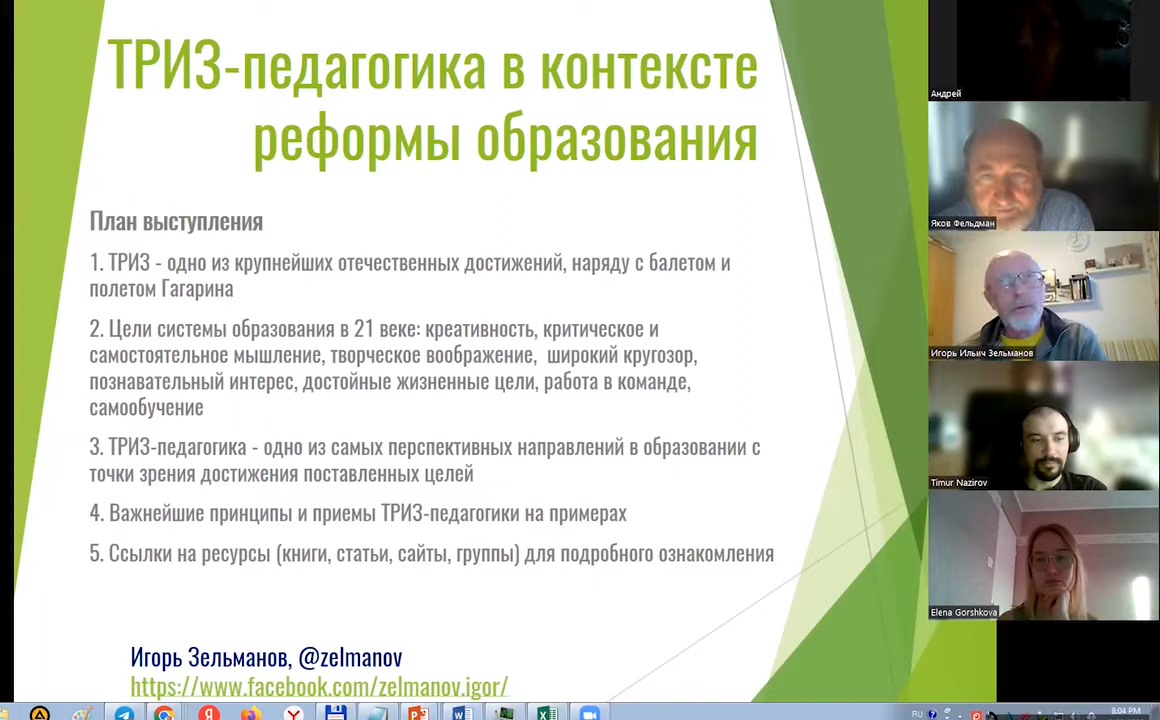 ТРИЗ-педагогика в контексте
реформы образования
План выступления
1. ТРИЗ - одно из крупнейших отечественных достижений, наряду с балетом и
полетом Гагарина
2. Цели системы образования в 21 веке: креативность, критическое и
самостоятельное мышление, творческое воображение, широкий кругозор,
познавательный интерес, достойные жизненные цели, работа в команде,
самообучение
3. ТРИЗ-педагогика - одно из самых перспективных направлений в образовании с
точки зрения достижения поставленных целей
4. Важнейшие принципы и приемы ТРИЗ-педагогики на примерах
5. Ссылки на ресурсы (книги, статьи, сайты, группы) для подробного ознакомления
Игорь Зельманов, @zelmanov
https://www.facebook.com/zelmanov.igor/
Андрей
Яков Фельдман
Игорь Ильич Зельманов
Timur Nazirov
Elena Gorshkova
RU
8:04 PM